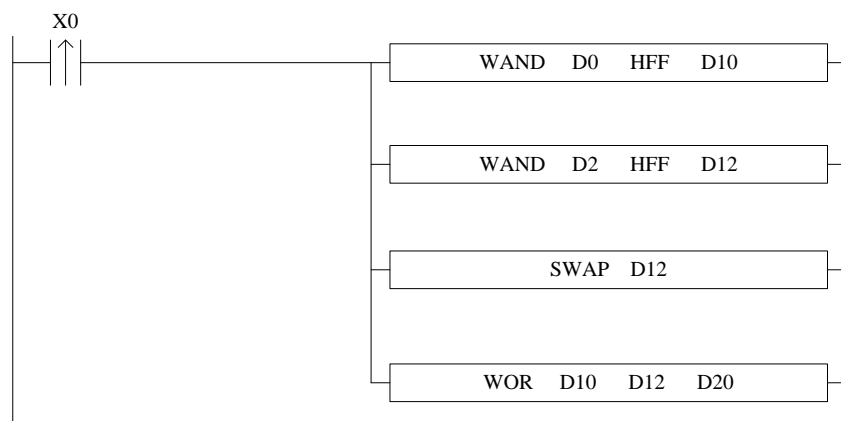 X0
WAND D0 HFF D10
WAND D2 HFF D12
SWAP D12
WOR D10 D12 D20